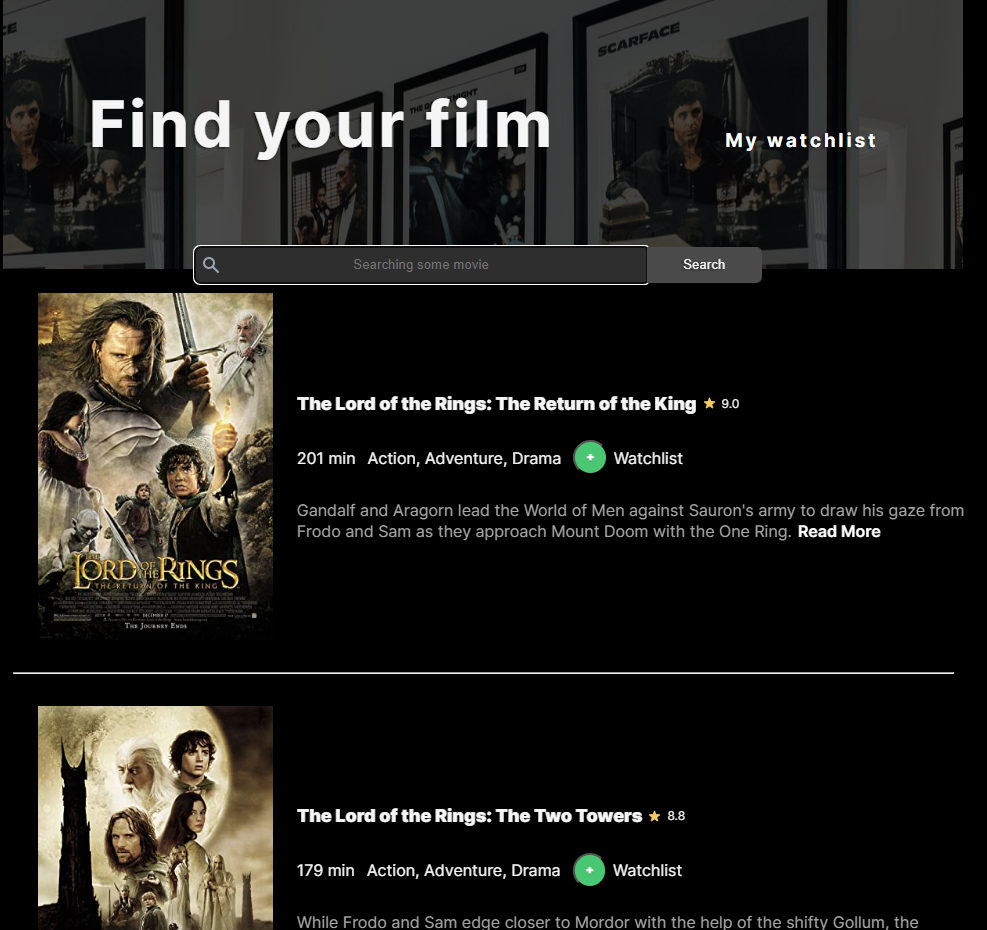 SCARFACE
THE DARK KNIGHT
Find your film
My watchlist
Searching some movie
Search
The Lord of the Rings: The Return of the King 9.0
201 min Action, Adventure, Drama + Watchlist
Gandalf and Aragorn lead the World of Men against Sauron's army to draw his gaze from
Frodo and Sam as they approach Mount Doom with the One Ring. Read More
THE
LORD OF THE RINGS
THE RETURN OF THE KING
DECEMBER 17
THE JOURNEY ENDS
The Lord of the Rings: The Two Towers 8.8
179 min Action, Adventure, Drama + Watchlist
While Frodo and Sam edge closer to Mordor with the help of the shifty Gollum, the